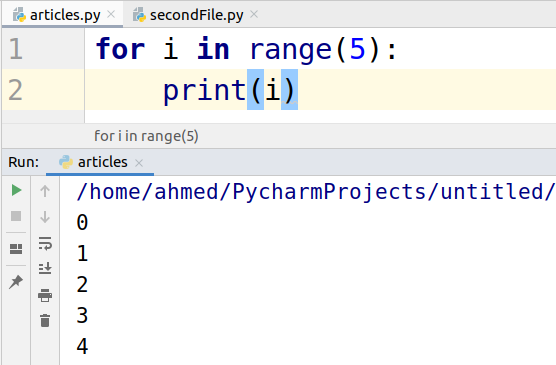 articles.py × secondFile.py ×
1 for i in range(5):
2     print(i)
for i in range(5)
Run: articles ×
/home/ahmed/PycharmProjects/untitled/
0
1
2
3
4